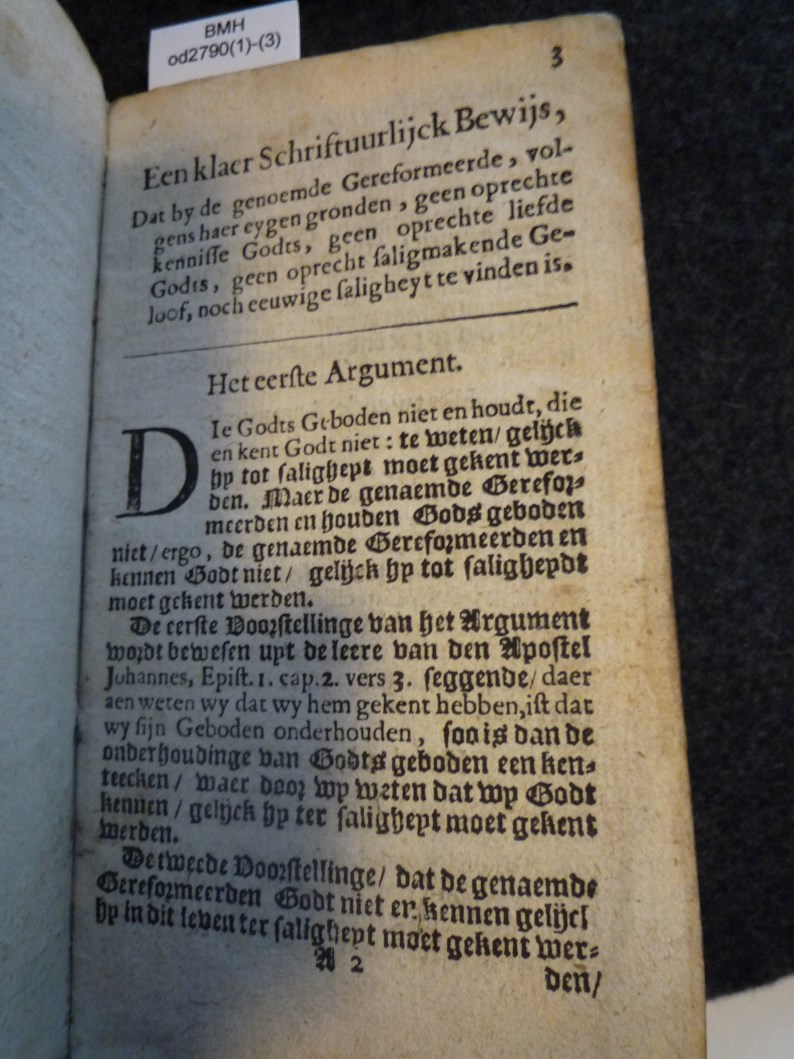 BMH
od2790(1)-(3)
3
Een klaer Schriftuurlijck Bewijs,
Dat by de genoemde Gereformeerde, vol-
gens haer eygen gronden, geen oprechte
kennisse Godts, geen oprechte liefde
Godts, geen oprecht saligmakende Ge-
loof, noch eeuwige saligheyt te vinden is.
Het eerste Argument.
DIe Godts Geboden niet en houdt, die
en kent Godt niet: te weten/ gelijck
hy tot saligheyt moet gekent wer-
den. Maer de genaemde Gerefor-
meerden en houden Gods geboden
niet/ ergo, de genaemde Gereformeerden en
kennen Godt niet/ gelijck hy tot saligheydt
moet gekent werden.
De eerste Voorstellinge van het Argument
wordt bewesen uyt de leere van den Apostel
Johannes, Epist. 1. cap. 2. vers 3. seggende/ daer
aen weten wy dat wy hem gekent hebben, ist dat
wy sijn Geboden onderhouden, soo is dan de
onderhoudinge van Godts geboden een ken-
teecken/ waer door wy weten dat wy Godt
kennen/ gelijck hy ter saligheyt moet gekent
werden.
De tweede Voorstellinge/ dat de genaemde
Gereformeerden Godt niet en kennen gelijck
hy in dit leven ter saligheyt moet gekent wer-
A 2
den/